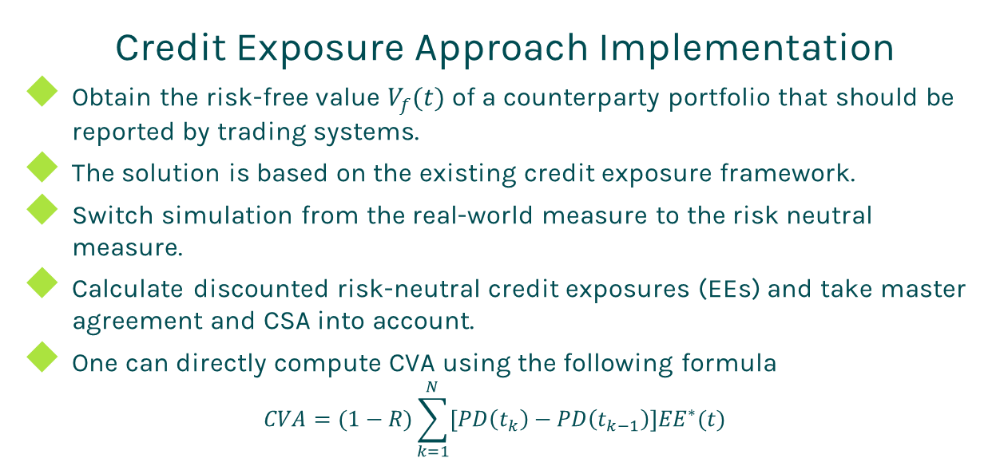 Credit Exposure Approach Implementation
Obtain the risk-free value V_f(t) of a counterparty portfolio that should be
reported by trading systems.
The solution is based on the existing credit exposure framework.
Switch simulation from the real-world measure to the risk neutral
measure.
Calculate discounted risk-neutral credit exposures (EEs) and take master
agreement and CSA into account.
One can directly compute CVA using the following formula
CVA = (1 − R) ∑_{k=1}^{N} [PD(t_k) − PD(t_{k−1})]EE*(t)